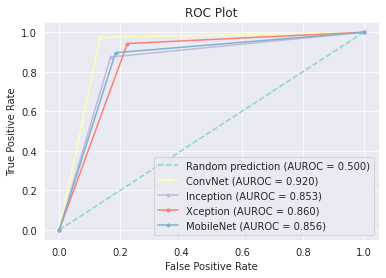 ROC Plot
True Positive Rate
1.0
0.8
0.6
0.4
0.2
0.0
Random prediction (AUROC = 0.500)
ConvNet (AUROC = 0.920)
Inception (AUROC = 0.853)
Xception (AUROC = 0.860)
MobileNet (AUROC = 0.856)
0.0 0.2 0.4 0.6 0.8 1.0
False Positive Rate